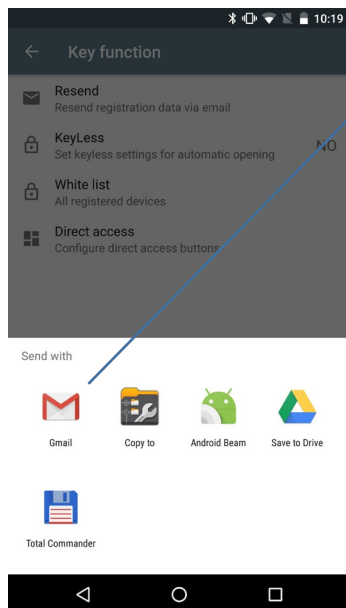 10:19
Key function
Resend
Resend registration data via email
KeyLess
Set keyless settings for automatic opening
NO
White list
All registered devices
Direct access
Configure direct access buttons
Send with
Gmail
Copy to
Android Beam
Save to Drive
Total Commander